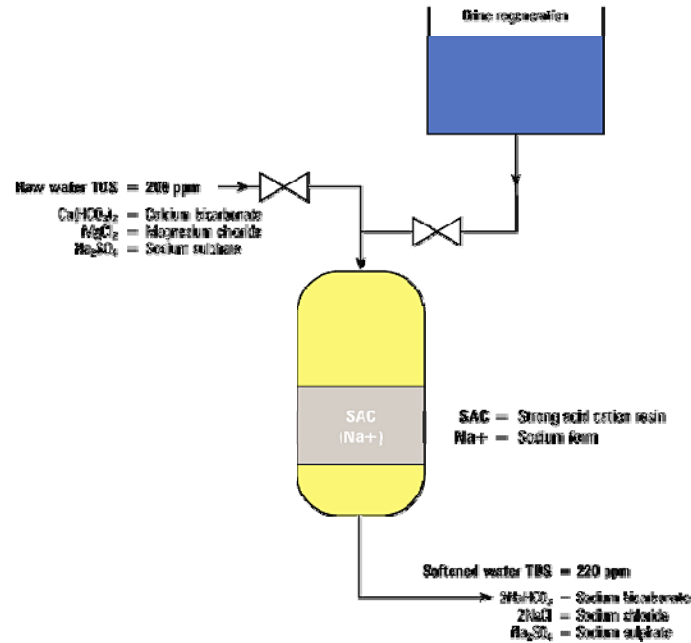 Brine regeneration
Raw water TDS = 200 ppm
Ca(HCO₃)₂ = Calcium bicarbonate
MgCl₂ = Magnesium chloride
Na₂SO₄ = Sodium sulphate
SAC
(Na+)
SAC = Strong acid cation resin
Na+ = Sodium form
Softened water TDS = 220 ppm
2NaHCO₃ = Sodium bicarbonate
2NaCl = Sodium chloride
Na₂SO₄ = Sodium sulphate